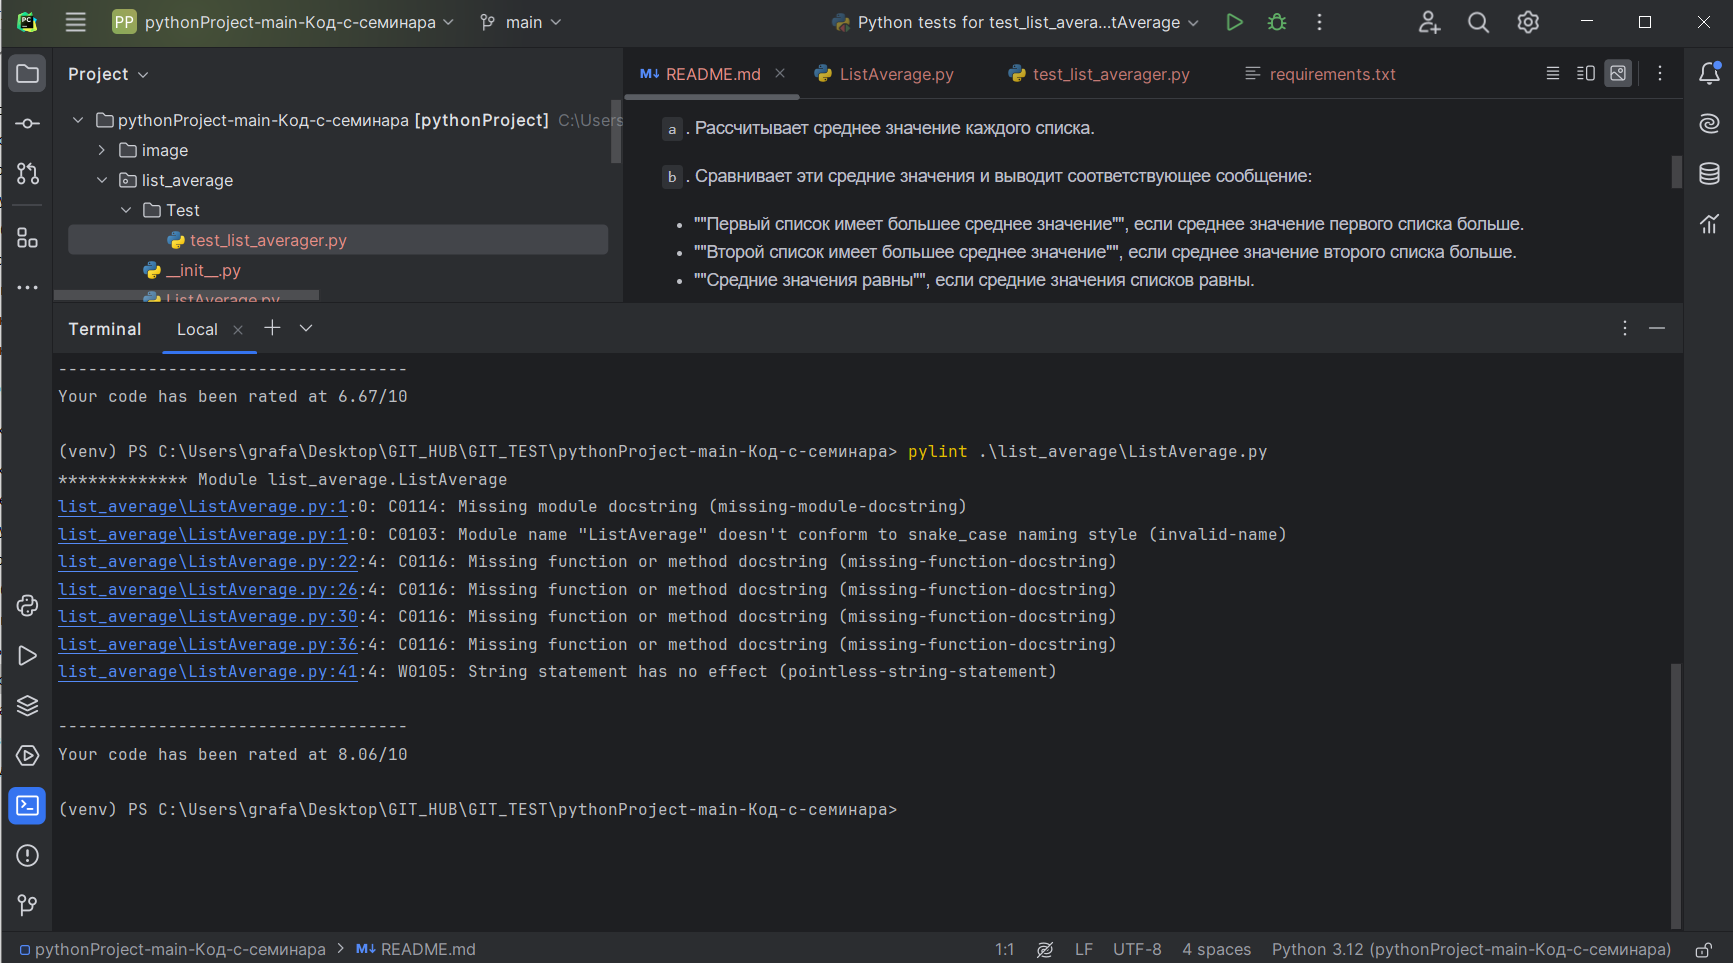 PC
PP pythonProject-main-Код-с-семинара main Python tests for test_list_avera...tAverage
Project
pythonProject-main-Код-с-семинара [pythonProject] C:\Users
image
list_average
Test
test_list_averager.py
__init__.py
ListAverage.py
M↓ README.md ListAverage.py test_list_averager.py requirements.txt
a . Рассчитывает среднее значение каждого списка.
b . Сравнивает эти средние значения и выводит соответствующее сообщение:
• ""Первый список имеет большее среднее значение"", если среднее значение первого списка больше.
• ""Второй список имеет большее среднее значение"", если среднее значение второго списка больше.
• ""Средние значения равны"", если средние значения списков равны.
Terminal Local
-----------------------------------
Your code has been rated at 6.67/10
(venv) PS C:\Users\grafa\Desktop\GIT_HUB\GIT_TEST\pythonProject-main-Код-с-семинара> pylint .\list_average\ListAverage.py
************* Module list_average.ListAverage
list_average\ListAverage.py:1:0: C0114: Missing module docstring (missing-module-docstring)
list_average\ListAverage.py:1:0: C0103: Module name "ListAverage" doesn't conform to snake_case naming style (invalid-name)
list_average\ListAverage.py:22:4: C0116: Missing function or method docstring (missing-function-docstring)
list_average\ListAverage.py:26:4: C0116: Missing function or method docstring (missing-function-docstring)
list_average\ListAverage.py:30:4: C0116: Missing function or method docstring (missing-function-docstring)
list_average\ListAverage.py:36:4: C0116: Missing function or method docstring (missing-function-docstring)
list_average\ListAverage.py:41:4: W0105: String statement has no effect (pointless-string-statement)
-----------------------------------
Your code has been rated at 8.06/10
(venv) PS C:\Users\grafa\Desktop\GIT_HUB\GIT_TEST\pythonProject-main-Код-с-семинара>
pythonProject-main-Код-с-семинара > M↓ README.md 1:1 LF UTF-8 4 spaces Python 3.12 (pythonProject-main-Код-с-семинара)